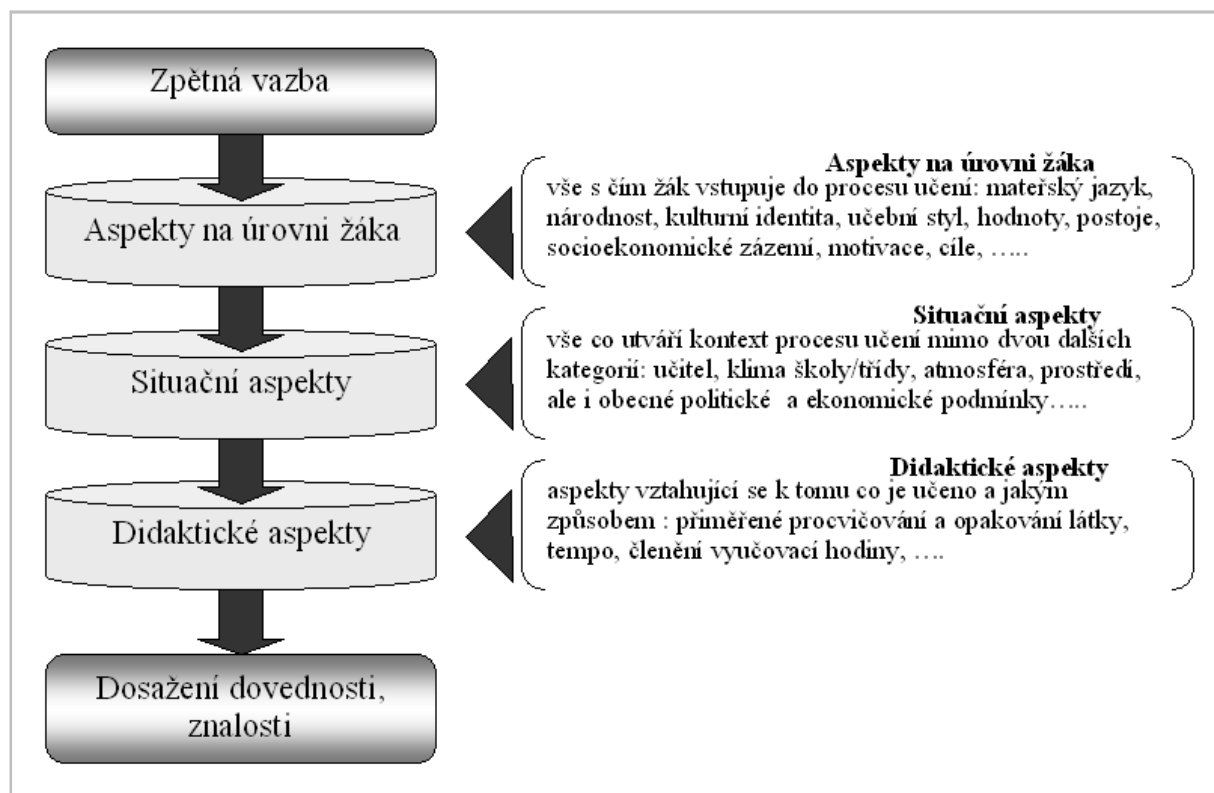 Zpětná vazba
Aspekty na úrovni žáka
vše s čím žák vstupuje do procesu učení: mateřský jazyk,
národnost, kulturní identita, učební styl, hodnoty, postoje,
socioekonomické zázemí, motivace, cíle, …..
Aspekty na úrovni žáka
Situační aspekty
vše co utváří kontext procesu učení mimo dvou dalších
kategorií: učitel, klima školy/třídy, atmosféra, prostředí,
ale i obecné politické a ekonomické podmínky…..
Situační aspekty
Didaktické aspekty
aspekty vztahující se k tomu co je učeno a jakým
způsobem : přiměřené procvičování a opakování látky,
tempo, členění vyučovací hodiny, ….
Didaktické aspekty
Dosažení dovednosti,
znalosti